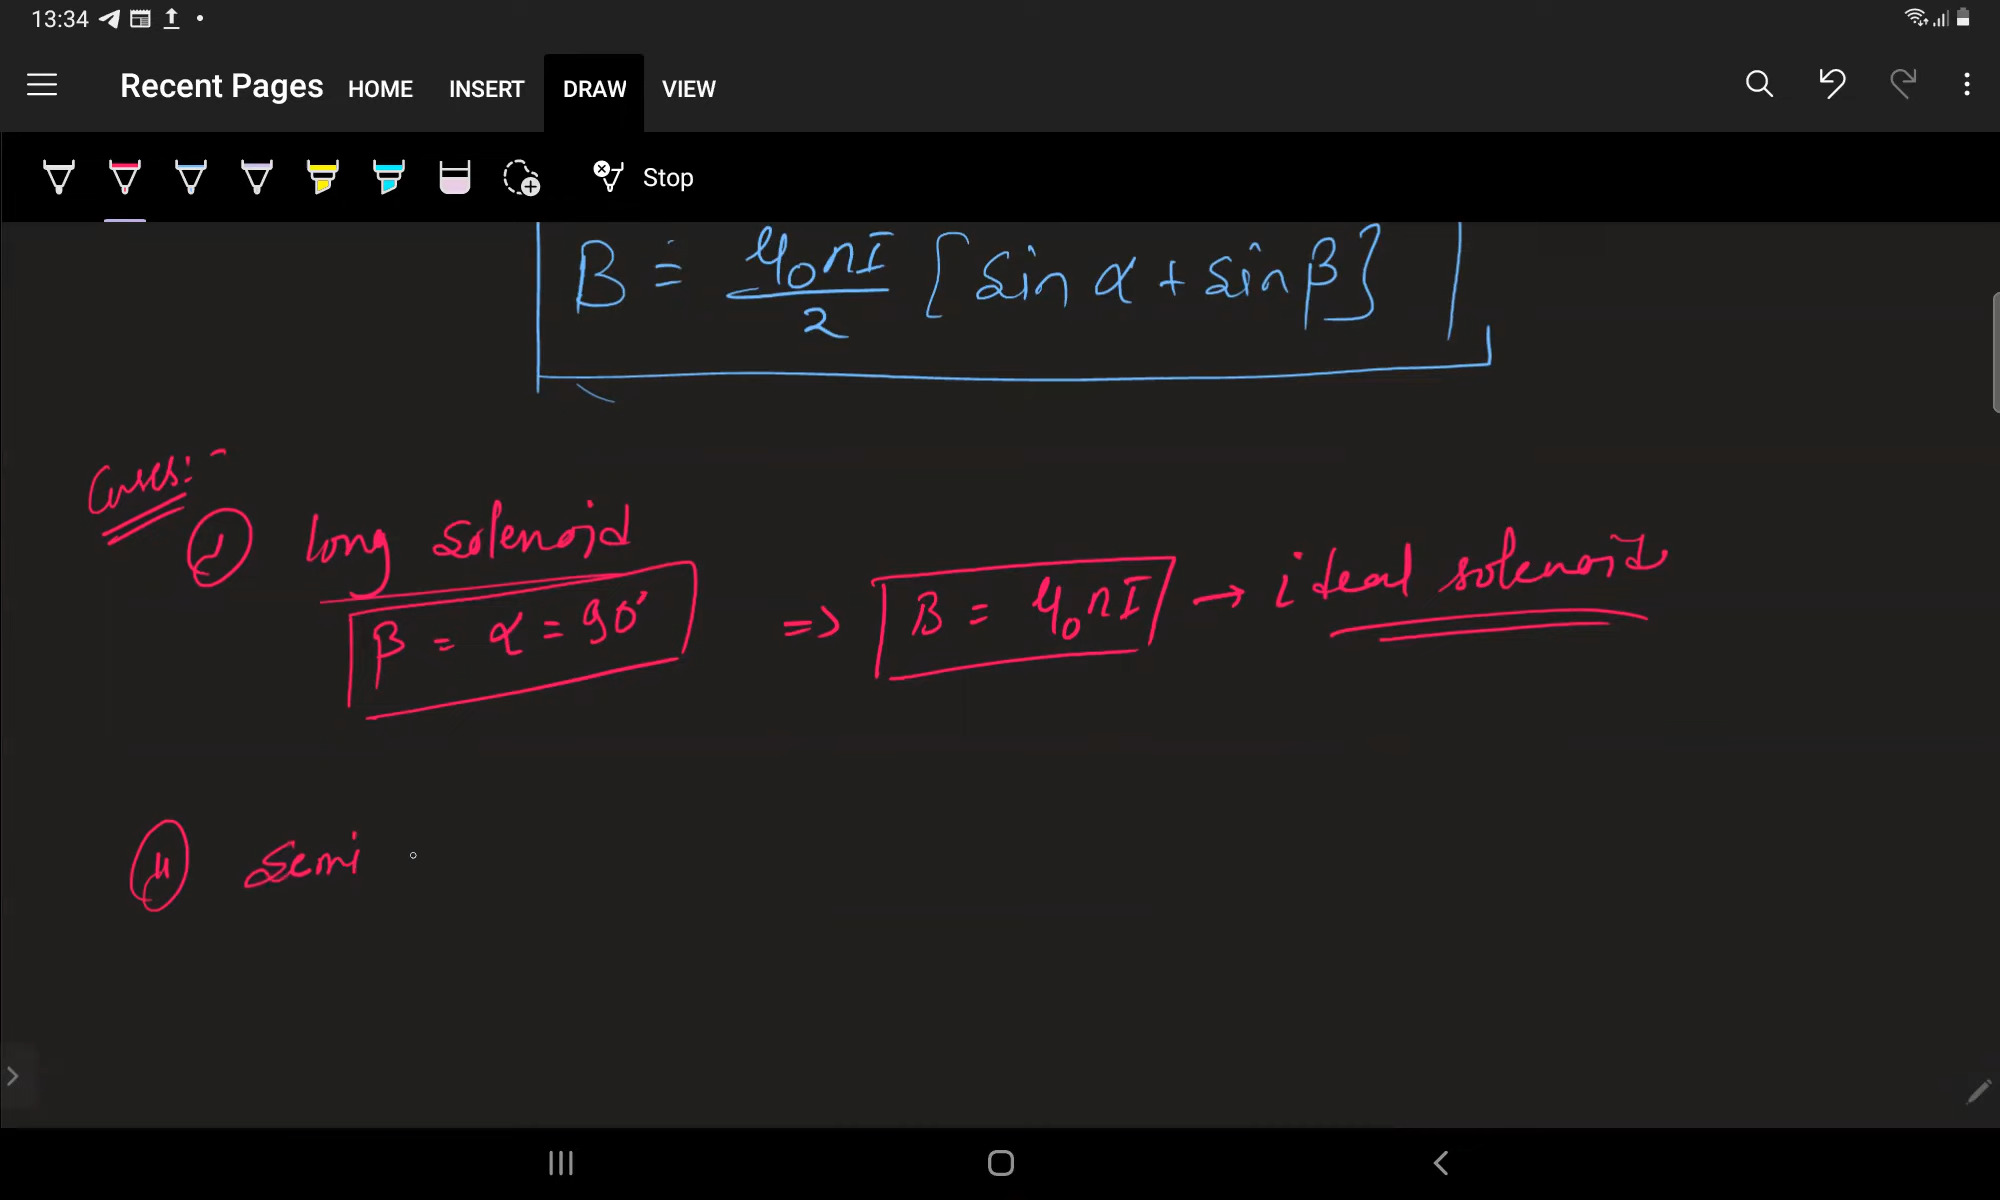 13:34
Recent Pages HOME INSERT DRAW VIEW
Stop
B = μ₀nI/2 [sin α + sin β]
Cases:-
① long solenoid
β = α = 90° => B = μ₀nI → ideal solenoid
② Semi